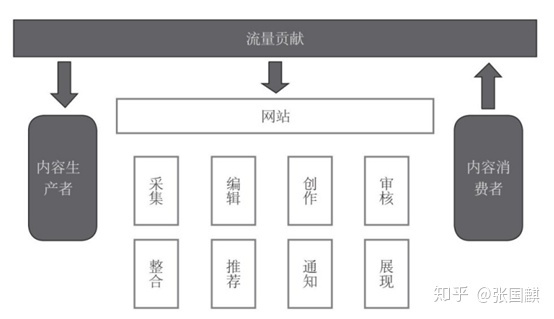 流量贡献
网站
内容生
产者
内容消
费者
采集
编辑
创作
审核
整合
推荐
通知
展现
知乎 @张国麒